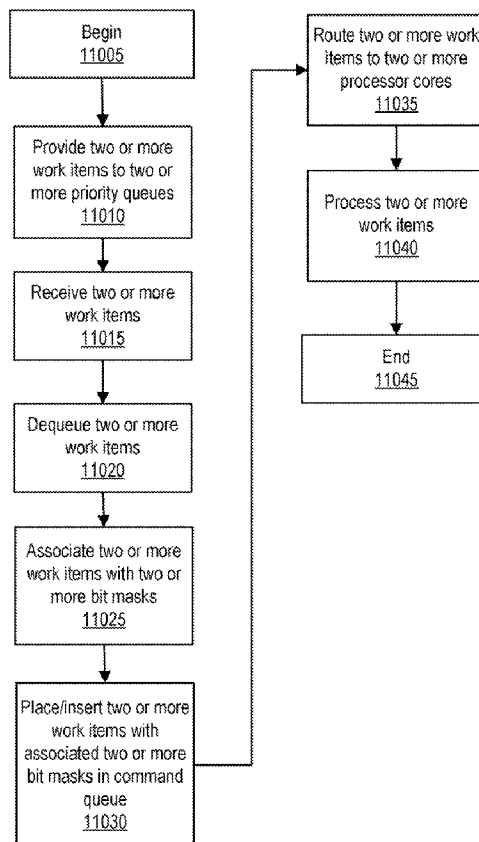 Begin
11005
Provide two or more
work items to two or
more priority queues
11010
Receive two or more
work items
11015
Dequeue two or more
work items
11020
Associate two or more
work items with two or
more bit masks
11025
Place/insert two or more
work items with
associated two or more
bit masks in command
queue
11030
Route two or more work
items to two or more
processor cores
11035
Process two or more
work items
11040
End
11045